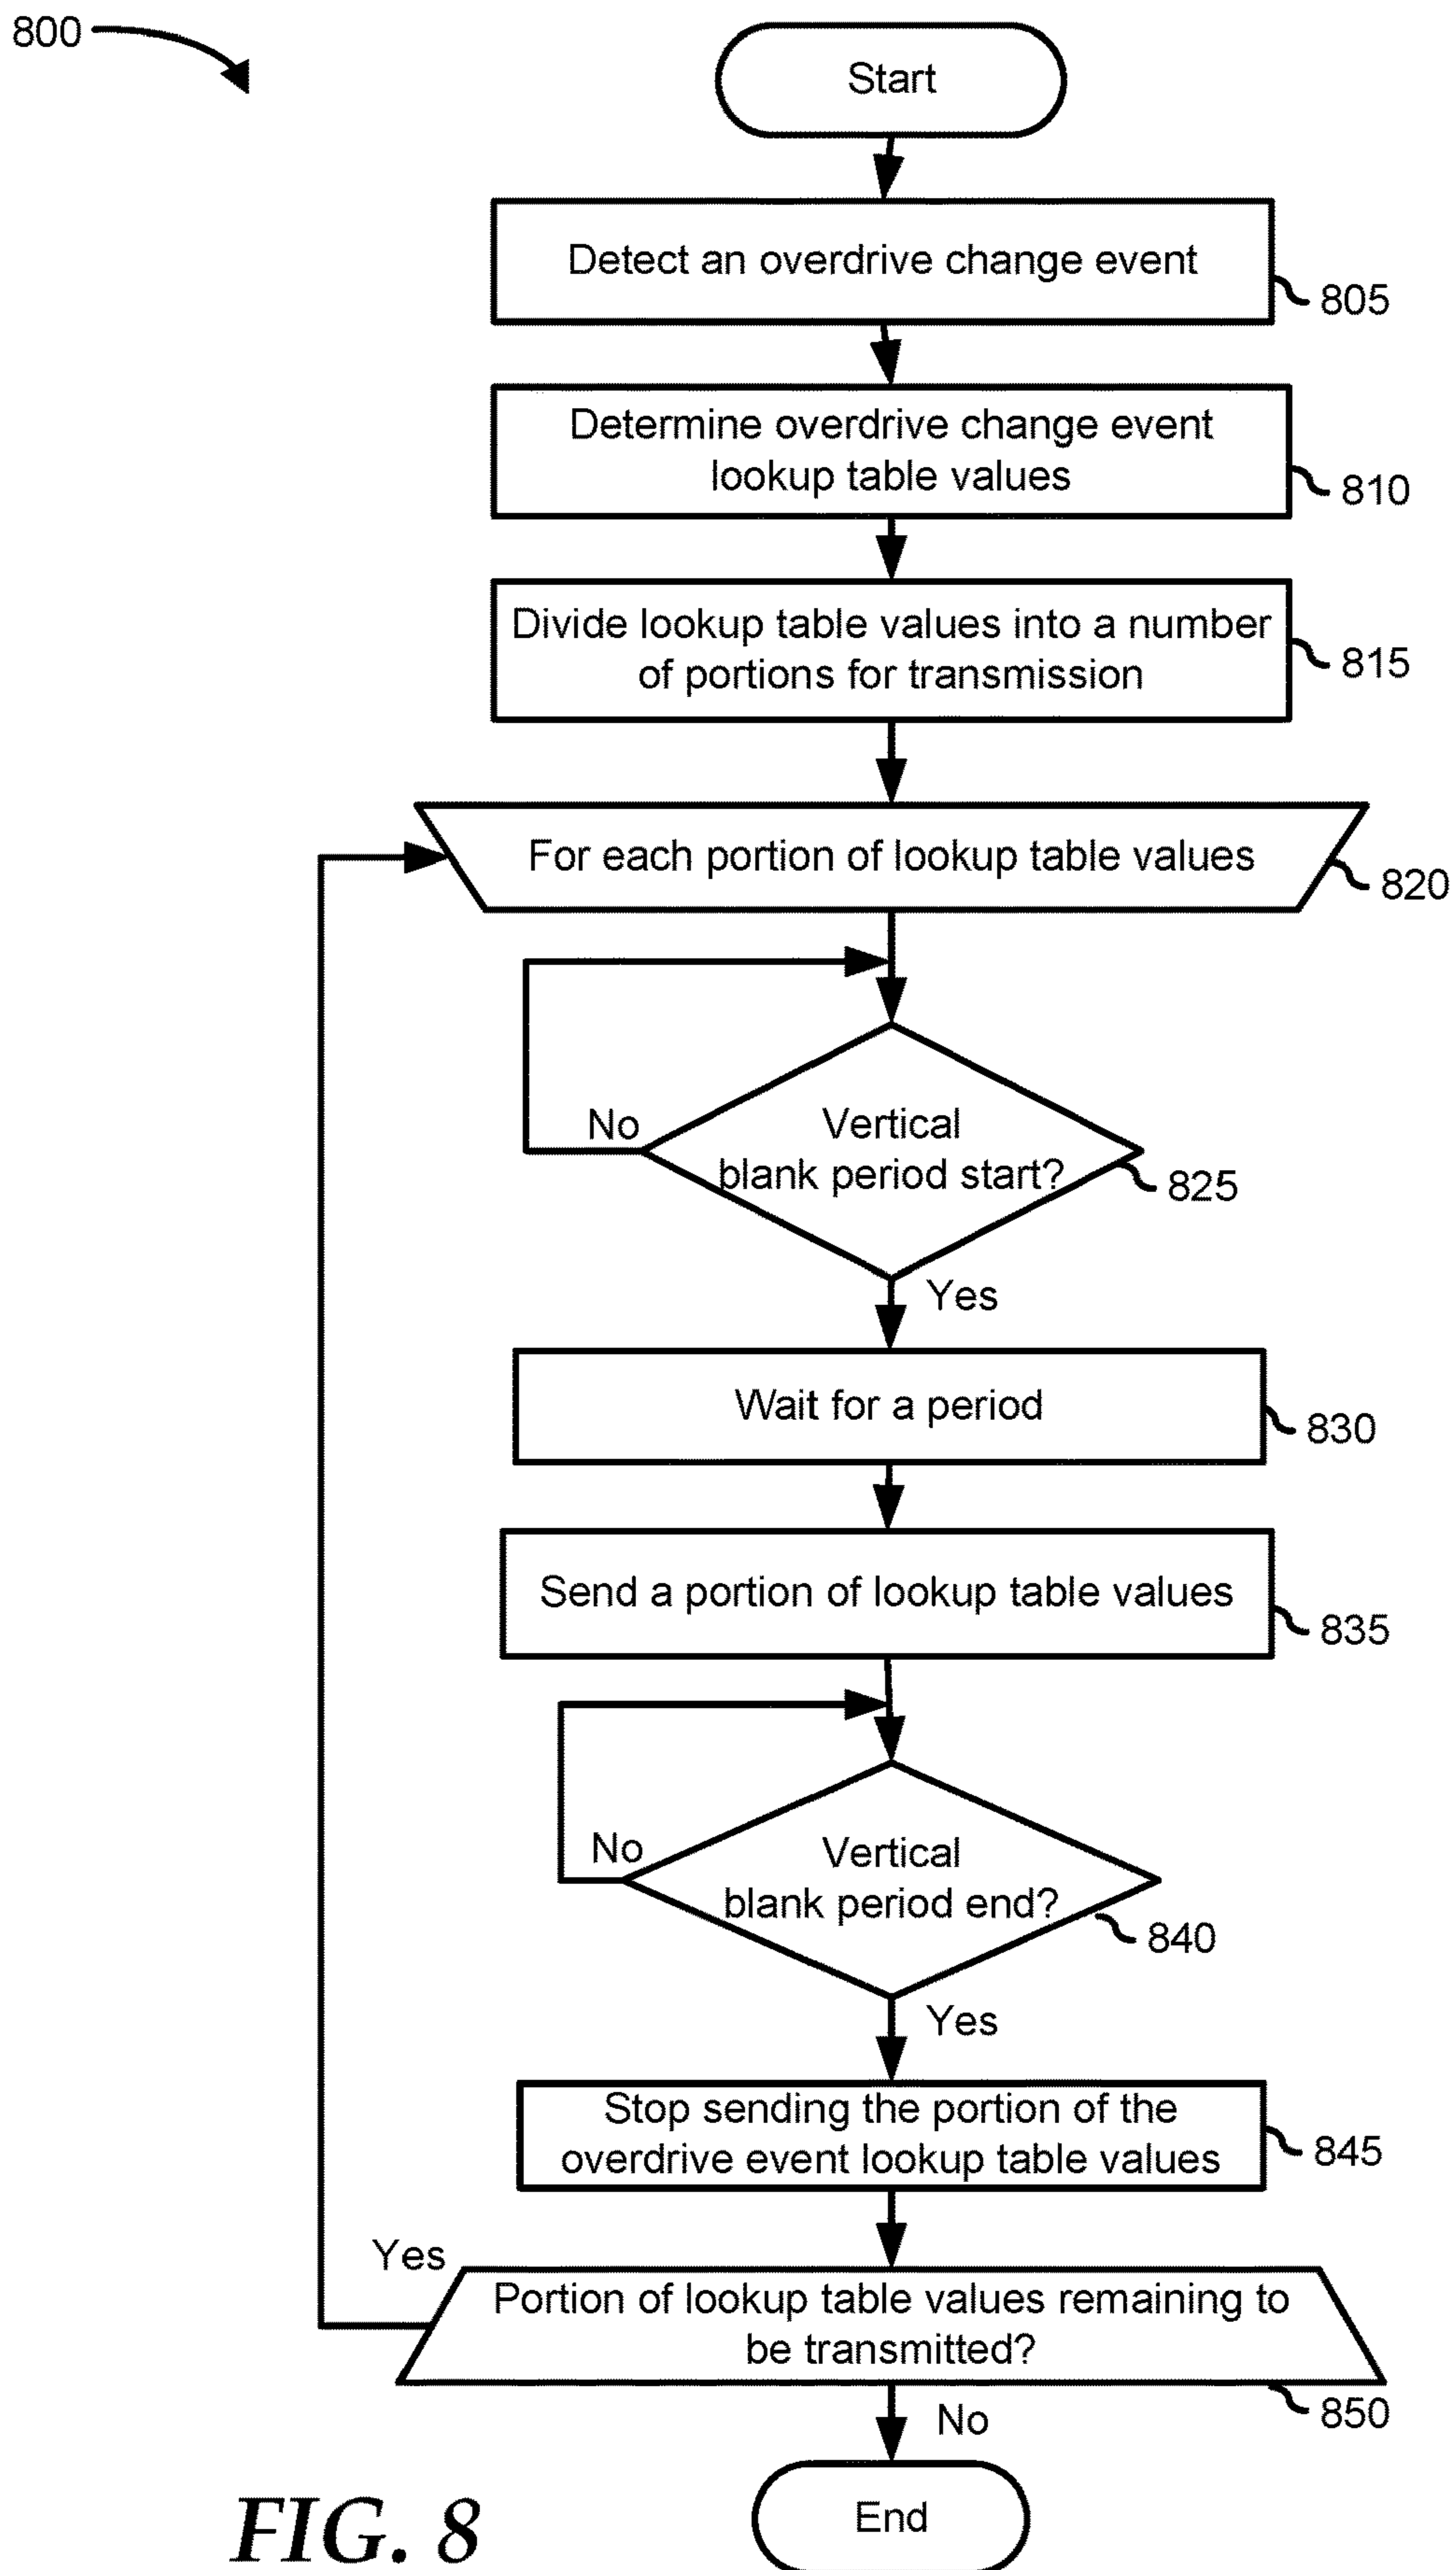 800
Start
Detect an overdrive change event
805
Determine overdrive change event
lookup table values
810
Divide lookup table values into a number
of portions for transmission
815
For each portion of lookup table values
820
No
Vertical
blank period start?
825
Yes
Wait for a period
830
Send a portion of lookup table values
835
No
Vertical
blank period end?
840
Yes
Stop sending the portion of the
overdrive event lookup table values
845
Yes
Portion of lookup table values remaining to
be transmitted?
850
No
End
FIG. 8